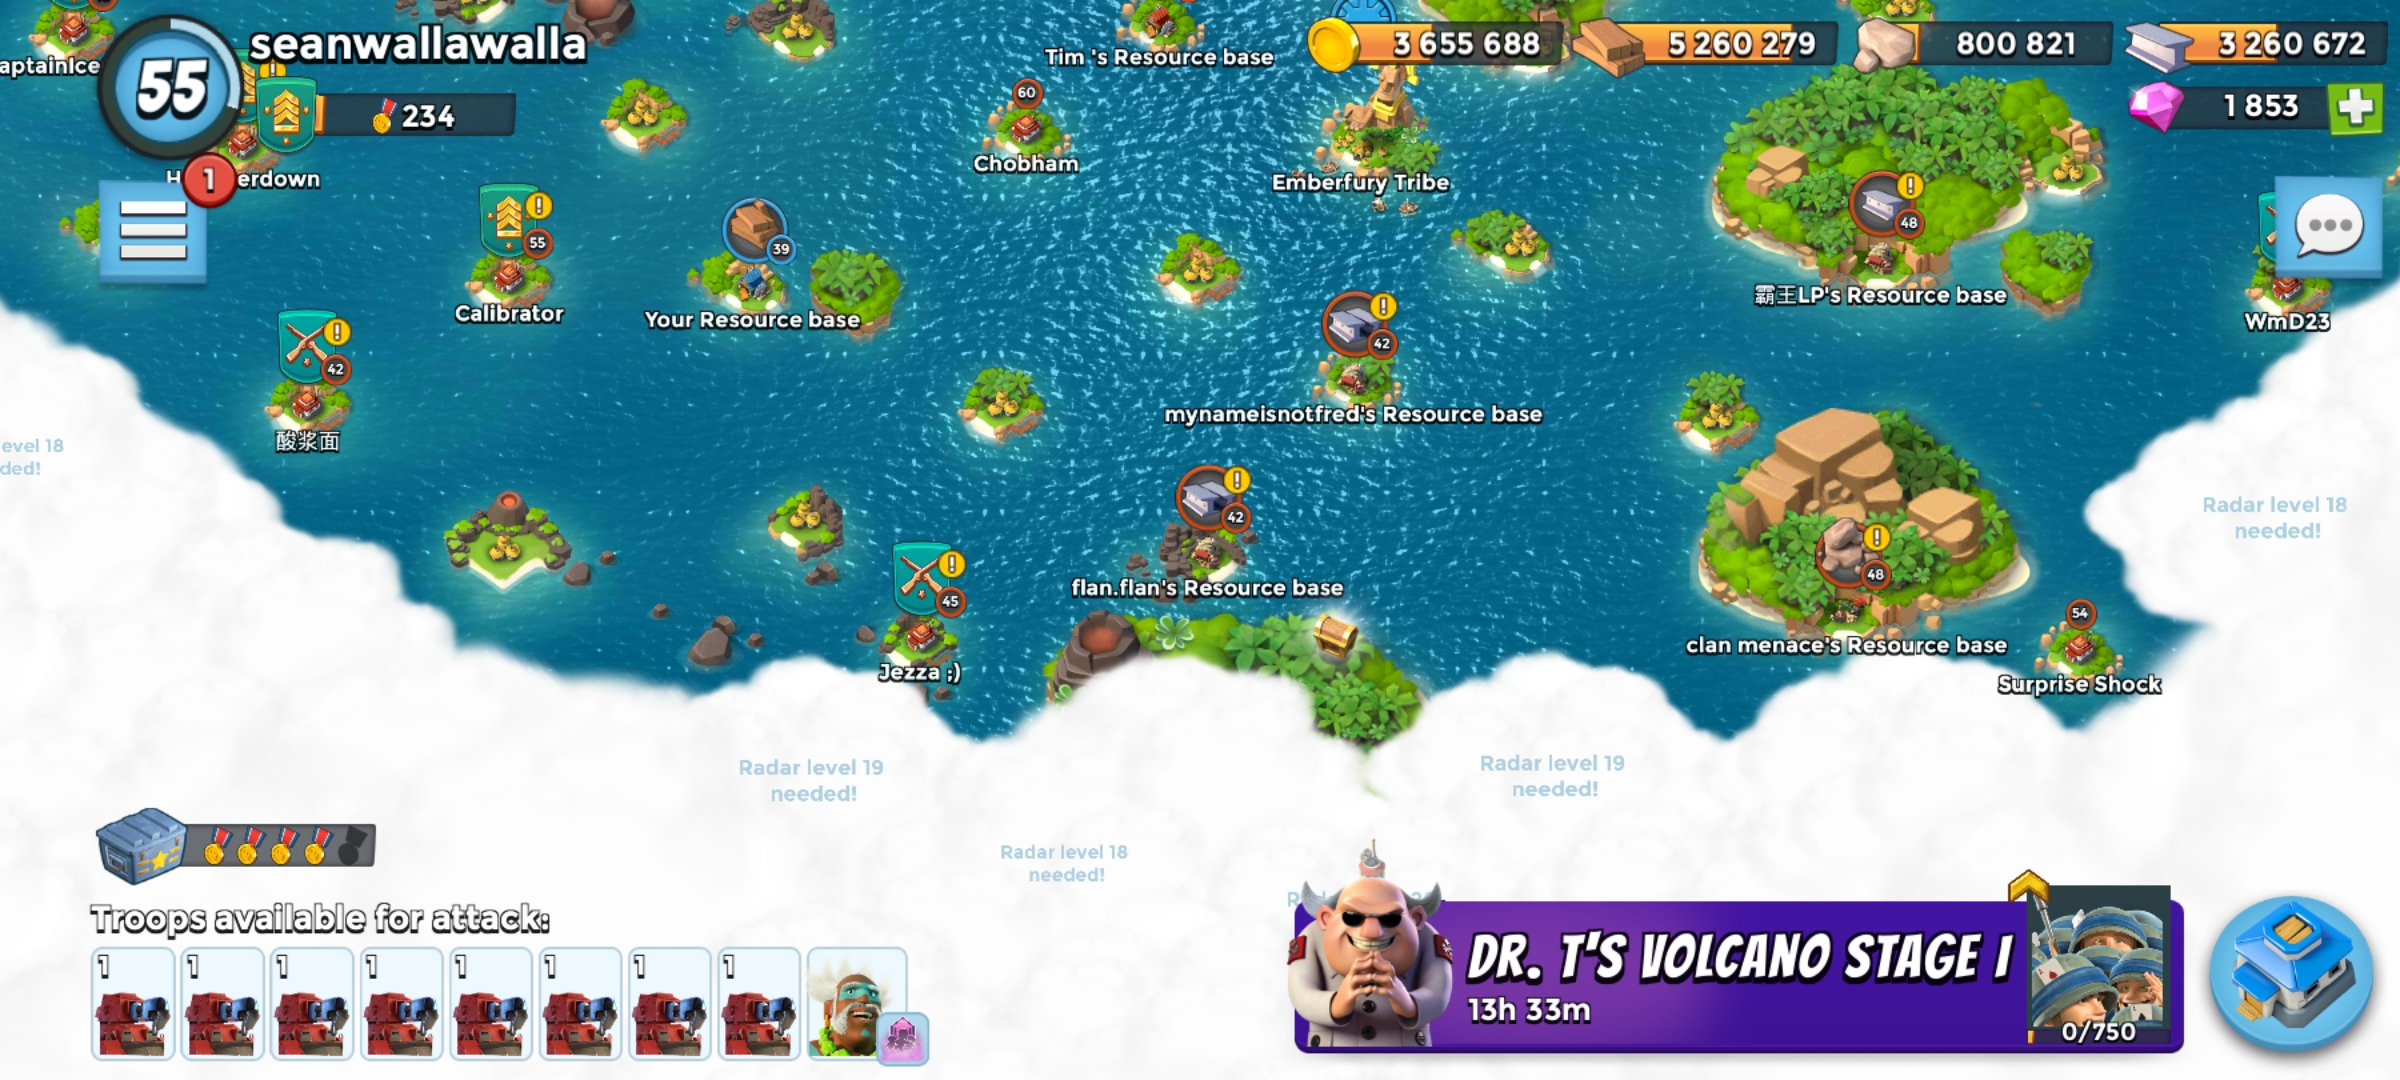 aptainIce
55
seanwallawalla
234
Tim 's Resource base
3 655 688
5 260 279
800 821
3 260 672
1 853
60
Chobham
Emberfury Tribe
1
erdown
55
Calibrator
39
Your Resource base
48
霸王LP's Resource base
WmD23
42
酸浆面
42
mynameisnotfred's Resource base
evel 18
ded!
42
flan.flan's Resource base
45
Jezza ;)
48
clan menace's Resource base
54
Surprise Shock
Radar level 18
needed!
Radar level 19
needed!
Radar level 19
needed!
Radar level 18
needed!
Troops available for attack:
1
1
1
1
1
1
1
1
DR. T'S VOLCANO STAGE I
13h 33m
0/750